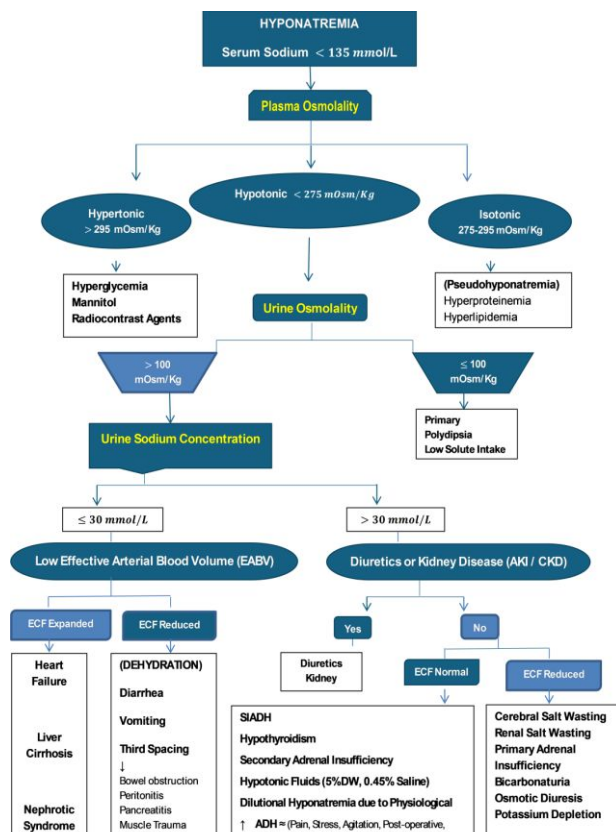 HYPONATREMIA
Serum Sodium < 135 mmol/L
Plasma Osmolality
Hypertonic
> 295 mOsm/Kg
Hypotonic < 275 mOsm/Kg
Isotonic
275-295 mOsm/Kg
Hyperglycemia
Mannitol
Radiocontrast Agents
(Pseudohyponatremia)
Hyperproteinemia
Hyperlipidemia
Urine Osmolality
> 100
mOsm/Kg
≤ 100
mOsm/Kg
Primary
Polydipsia
Low Solute Intake
Urine Sodium Concentration
≤ 30 mmol/L
> 30 mmol/L
Low Effective Arterial Blood Volume (EABV)
Diuretics or Kidney Disease (AKI / CKD)
ECF Expanded
ECF Reduced
Yes
No
Heart
Failure
Liver
Cirrhosis
Nephrotic
Syndrome
(DEHYDRATION)
Diarrhea
Vomiting
Third Spacing
↓
Bowel obstruction
Peritonitis
Pancreatitis
Muscle Trauma
Diuretics
Kidney
ECF Normal
ECF Reduced
SIADH
Hypothyroidism
Secondary Adrenal Insufficiency
Hypotonic Fluids (5%DW, 0.45% Saline)
Dilutional Hyponatremia due to Physiological
↑ ADH ≈ (Pain, Stress, Agitation, Post-operative,
Cerebral Salt Wasting
Renal Salt Wasting
Primary Adrenal
Insufficiency
Bicarbonaturia
Osmotic Diuresis
Potassium Depletion